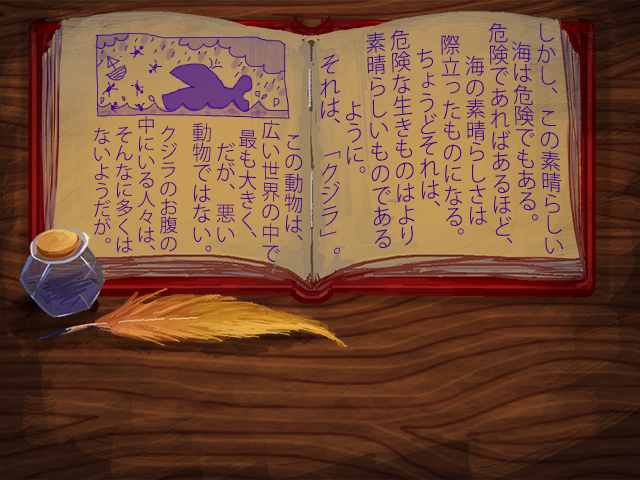 しかし、この素晴らしい
海は危険でもある。
危険であればあるほど、
海の素晴らしさは
際立ったものになる。
ちょうどそれは、
危険な生きものはより
素晴らしいものである
ように。
それは、「クジラ」。
この動物は、
広い世界の中で
最も大きく、
だが、悪い
動物ではない。
クジラのお腹の
中にいる人々は、
そんなに多くは
ないようだが。